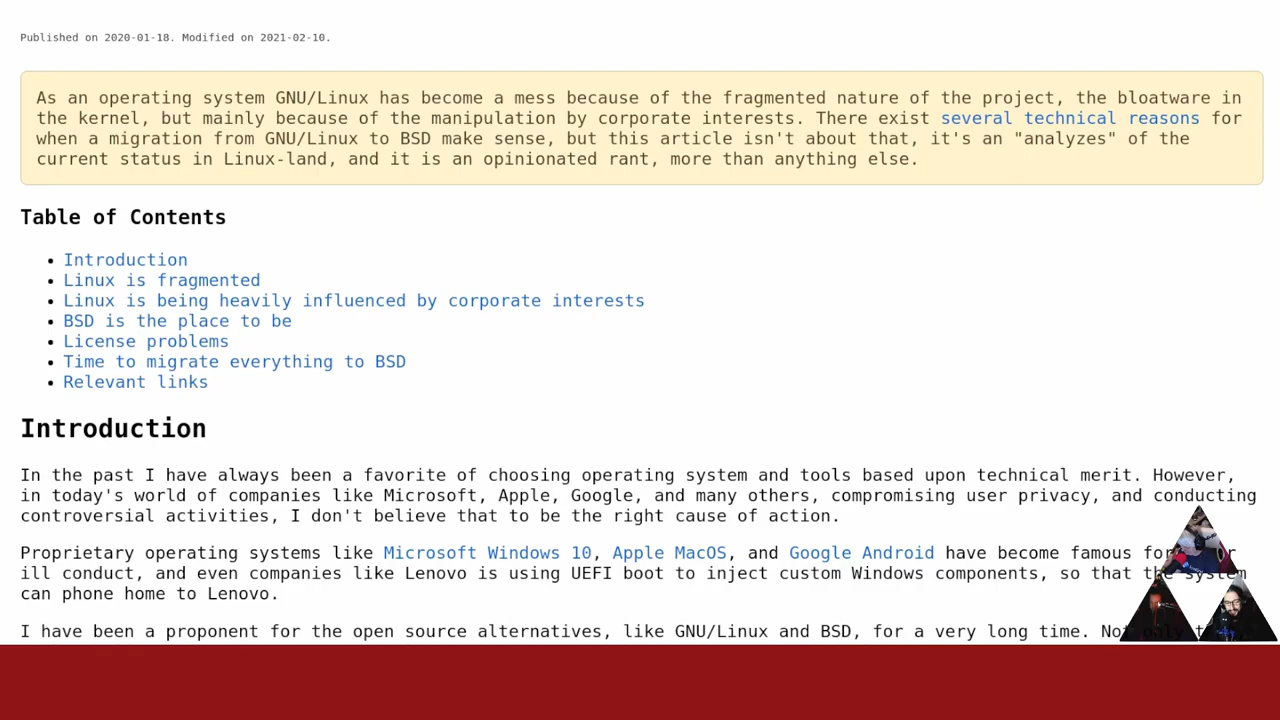 Published on 2020-01-18. Modified on 2021-02-10.
As an operating system GNU/Linux has become a mess because of the fragmented nature of the project, the bloatware in
the kernel, but mainly because of the manipulation by corporate interests. There exist several technical reasons for
when a migration from GNU/Linux to BSD make sense, but this article isn't about that, it's an "analyzes" of the
current status in Linux-land, and it is an opinionated rant, more than anything else.
Table of Contents
• Introduction
• Linux is fragmented
• Linux is being heavily influenced by corporate interests
• BSD is the place to be
• License problems
• Time to migrate everything to BSD
• Relevant links
Introduction
In the past I have always been a favorite of choosing operating system and tools based upon technical merit. However,
in today's world of companies like Microsoft, Apple, Google, and many others, compromising user privacy, and conducting
controversial activities, I don't believe that to be the right cause of action.
Proprietary operating systems like Microsoft Windows 10, Apple MacOS, and Google Android have become famous for
ill conduct, and even companies like Lenovo is using UEFI boot to inject custom Windows components, so that the system
can phone home to Lenovo.
I have been a proponent for the open source alternatives, like GNU/Linux and BSD, for a very long time. Not only